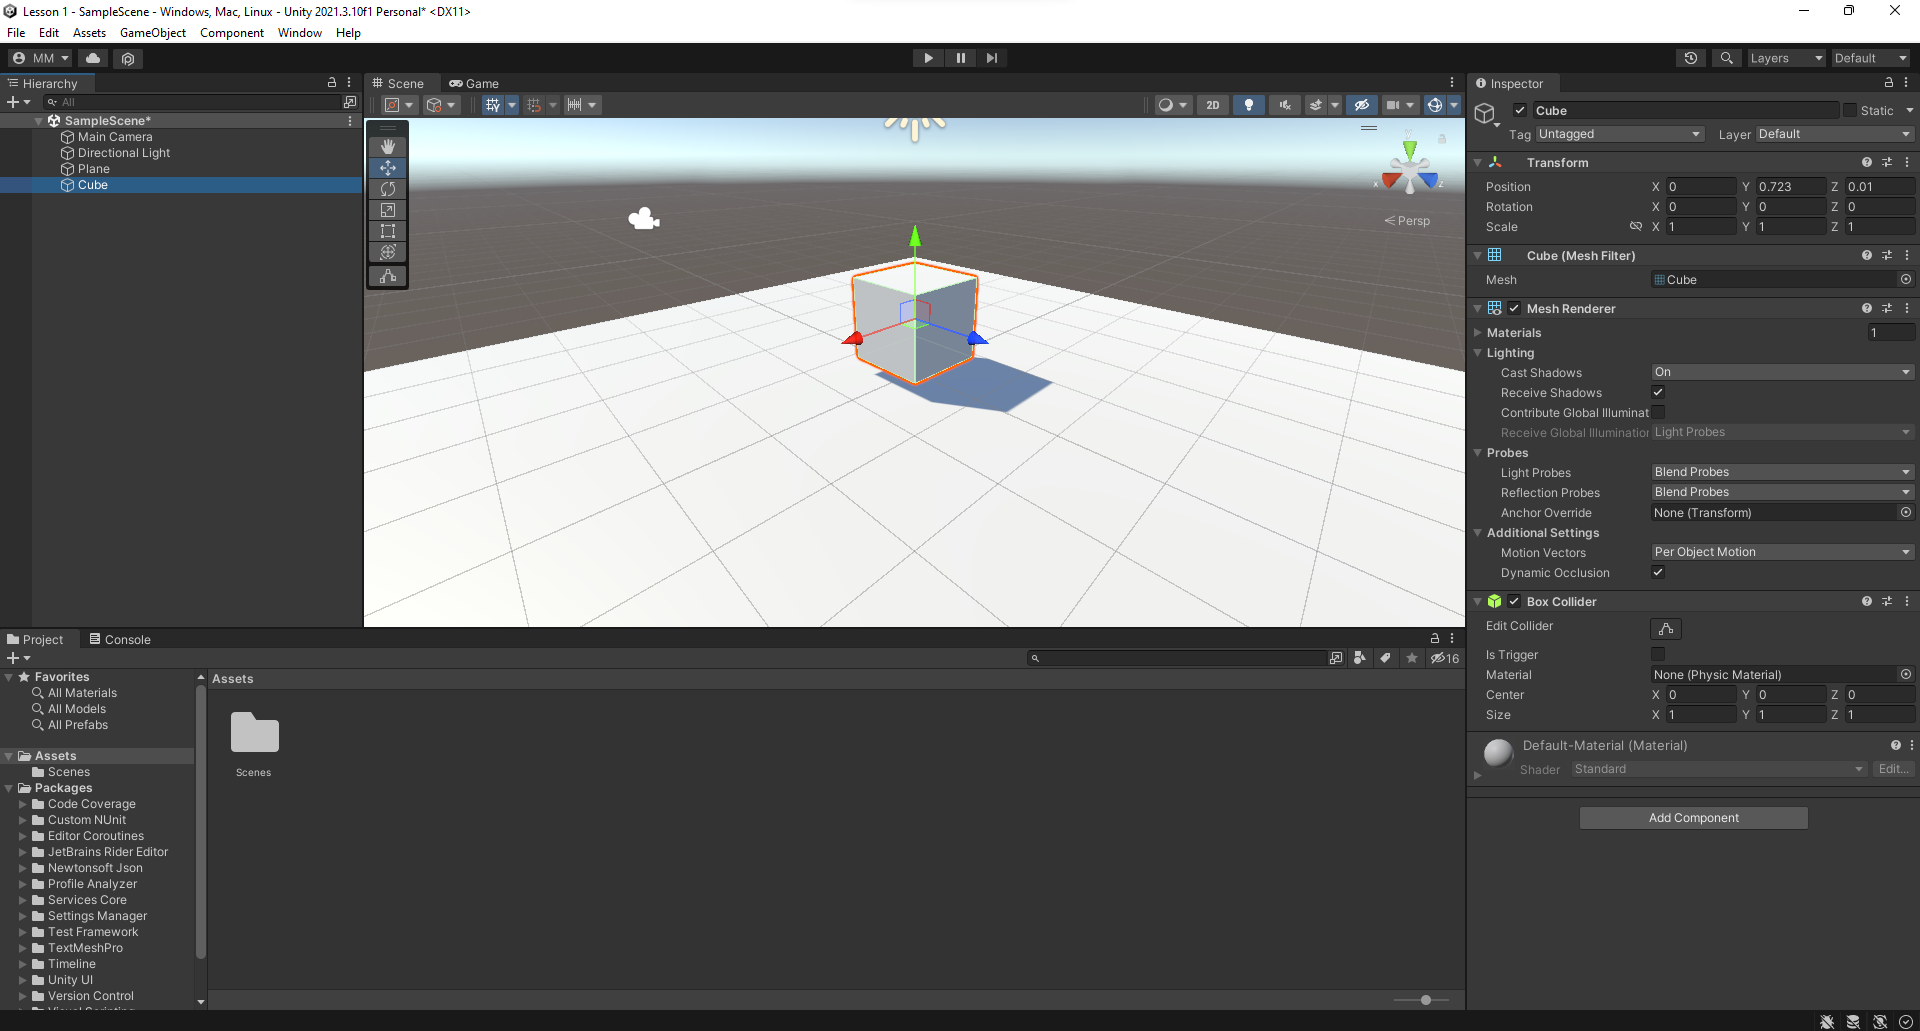 Lesson 1 - SampleScene - Windows, Mac, Linux - Unity 2021.3.10f1 Personal* <DX11>
File Edit Assets GameObject Component Window Help
MM Layers Default
Hierarchy
All
SampleScene*
Main Camera
Directional Light
Plane
Cube
Scene Game
2D
y
x z
Persp
Inspector
Cube Static
Tag Untagged Layer Default
Transform
Position X 0 Y 0.723 Z 0.01
Rotation X 0 Y 0 Z 0
Scale X 1 Y 1 Z 1
Cube (Mesh Filter)
Mesh Cube
Mesh Renderer
Materials 1
Lighting
Cast Shadows On
Receive Shadows
Contribute Global Illuminat
Receive Global Illumination Light Probes
Probes
Light Probes Blend Probes
Reflection Probes Blend Probes
Anchor Override None (Transform)
Additional Settings
Motion Vectors Per Object Motion
Dynamic Occlusion
Box Collider
Edit Collider
Is Trigger
Material None (Physic Material)
Center X 0 Y 0 Z 0
Size X 1 Y 1 Z 1
Default-Material (Material)
Shader Standard Edit...
Add Component
Project Console
16
Favorites
All Materials
All Models
All Prefabs
Assets
Scenes
Packages
Code Coverage
Custom NUnit
Editor Coroutines
JetBrains Rider Editor
Newtonsoft Json
Profile Analyzer
Services Core
Settings Manager
Test Framework
TextMeshPro
Timeline
Unity UI
Version Control
Assets
Scenes